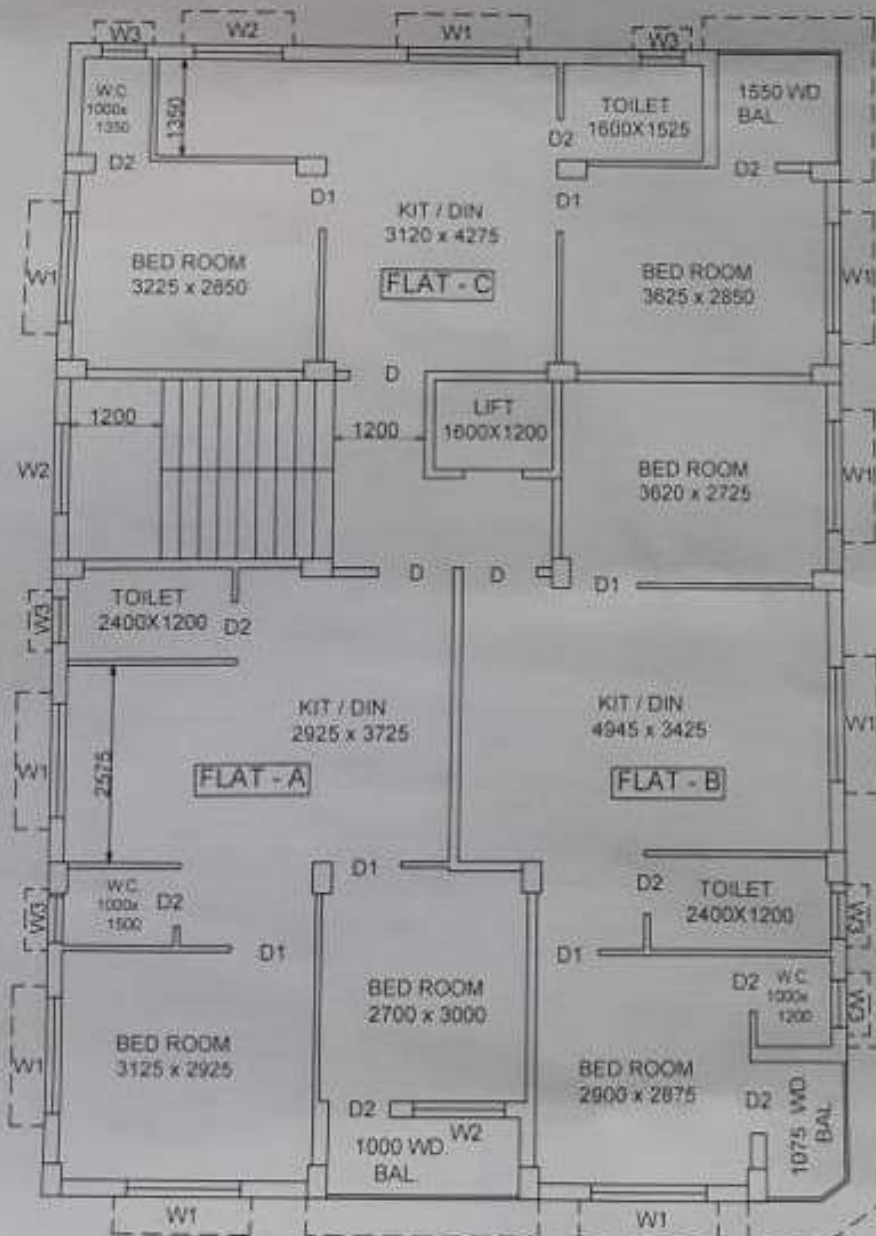 W3
W2
W1
W3
W.C
1000x
1350
1350
TOILET
1600X1525
1550 WD
BAL
D2
D2
D2
D1
D1
KIT / DIN
3120 x 4275
FLAT - C
BED ROOM
3225 x 2850
BED ROOM
3625 x 2850
W1
W1
D
LIFT
1600X1200
1200
1200
BED ROOM
3620 x 2725
W2
W1
D
D
D1
TOILET
2400X1200
D2
W3
KIT / DIN
2925 x 3725
KIT / DIN
4945 x 3425
2575
W1
W1
FLAT - A
FLAT - B
D1
W.C
1000x
1500
D2
D2
TOILET
2400X1200
W3
W3
D1
D1
BED ROOM
2700 x 3000
D2
W.C
1000x
1200
W3
BED ROOM
3125 x 2925
W1
BED ROOM
2900 x 2875
D2
W2
D2
1000 WD.
BAL
1075 WD.
BAL
W1
W1